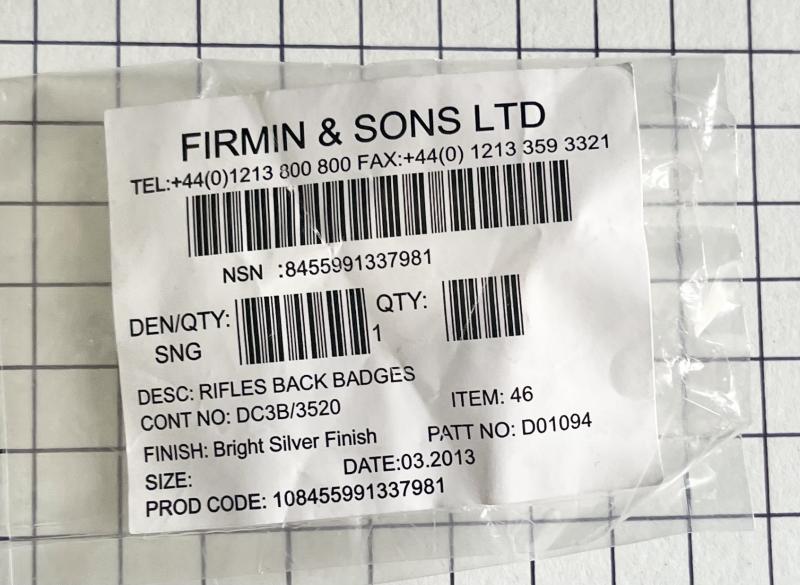 FIRMIN & SONS LTD
TEL:+44(0)1213 800 800 FAX:+44(0) 1213 359 3321
NSN :8455991337981
DEN/QTY: QTY:
SNG 1
DESC: RIFLES BACK BADGES
CONT NO: DC3B/3520 ITEM: 46
FINISH: Bright Silver Finish PATT NO: D01094
SIZE: DATE:03.2013
PROD CODE: 108455991337981